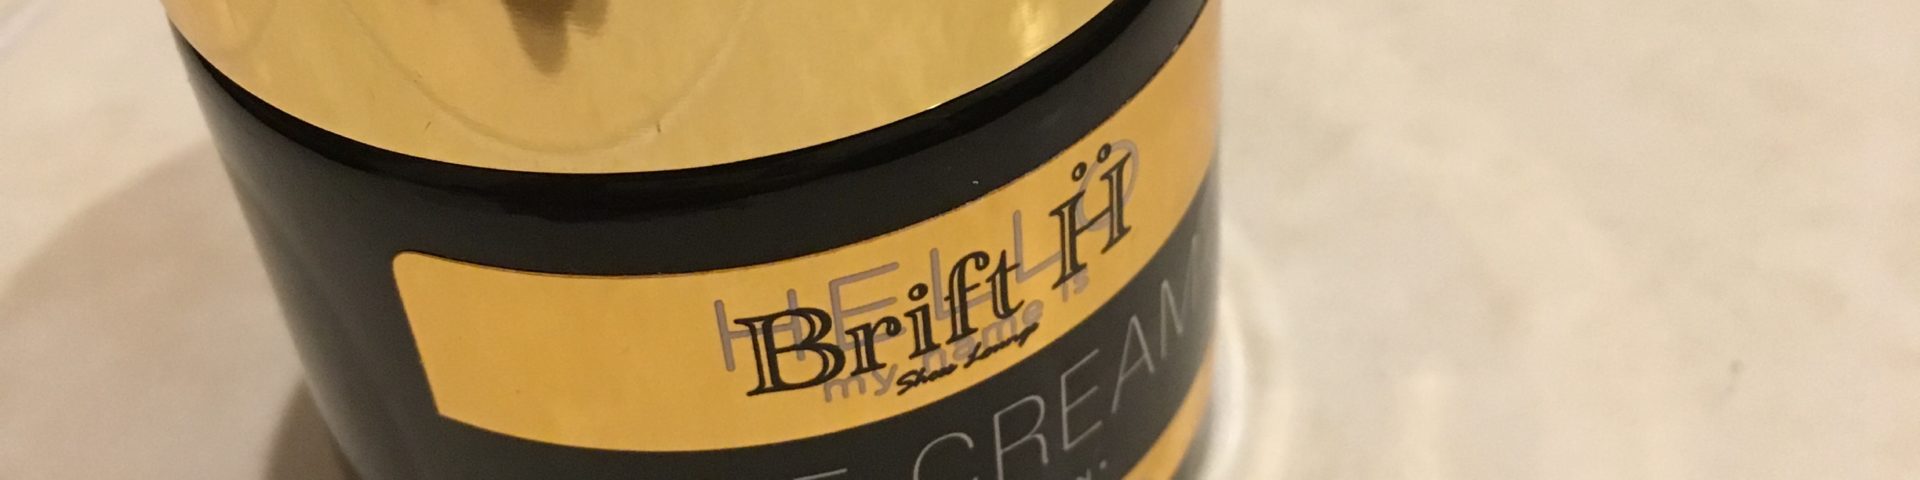 HELLO
my name is
Brift Ḧ
Shoe Lounge
CREAM